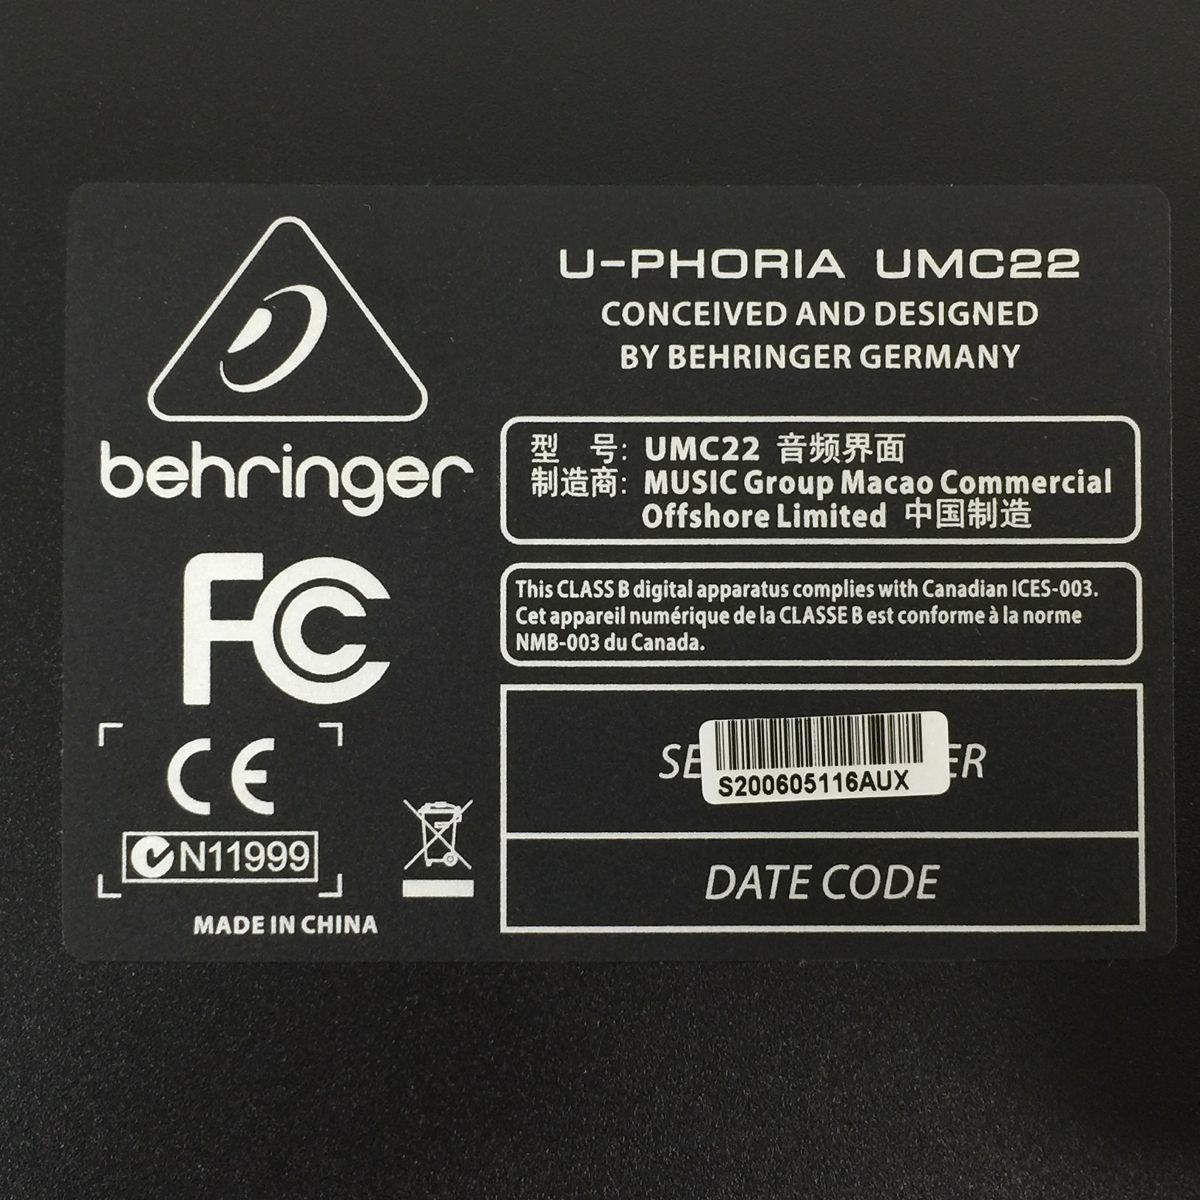 behringer
FC
CE
N11999
MADE IN CHINA
U-PHORIA UMC22
CONCEIVED AND DESIGNED
BY BEHRINGER GERMANY
型 号: UMC22 音频界面
制造商: MUSIC Group Macao Commercial
Offshore Limited 中国制造
This CLASS B digital apparatus complies with Canadian ICES-003.
Cet appareil numérique de la CLASSE B est conforme à la norme
NMB-003 du Canada.
S200605116AUX
DATE CODE